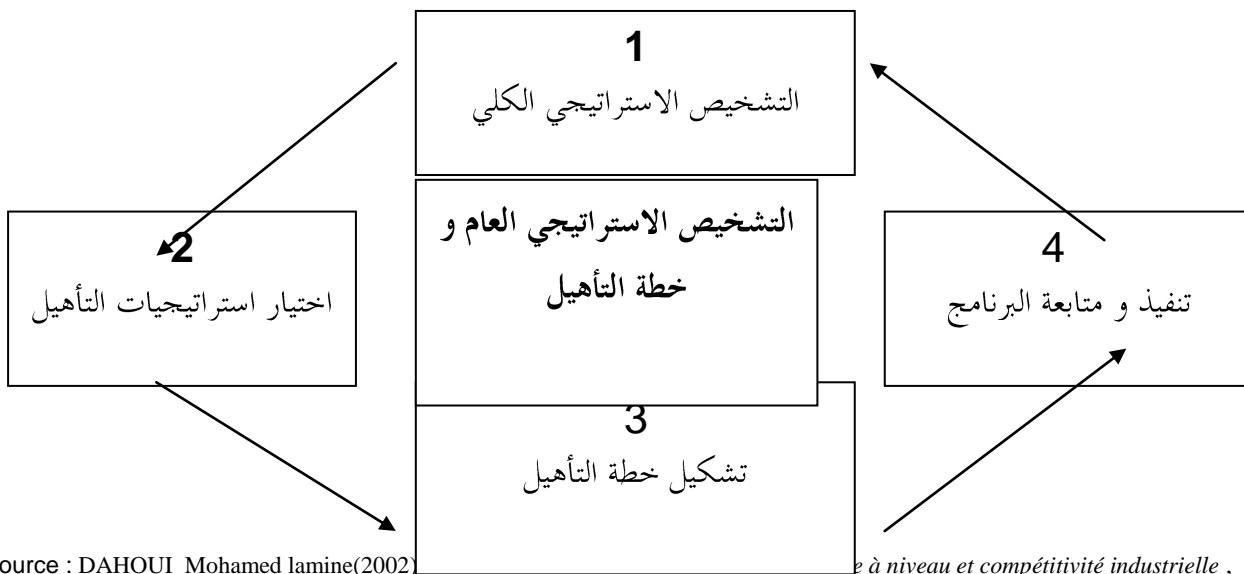 1
التشخيص الاستراتيجي الكلي
التشخيص الاستراتيجي العام و
خطة التأهيل
2
اختيار استراتيجيات التأهيل
4
تنفيذ و متابعة البرنامج
3
تشكيل خطة التأهيل
ource : DAHOUI Mohamed lamine(2002) e à niveau et compétitivité industrielle ,